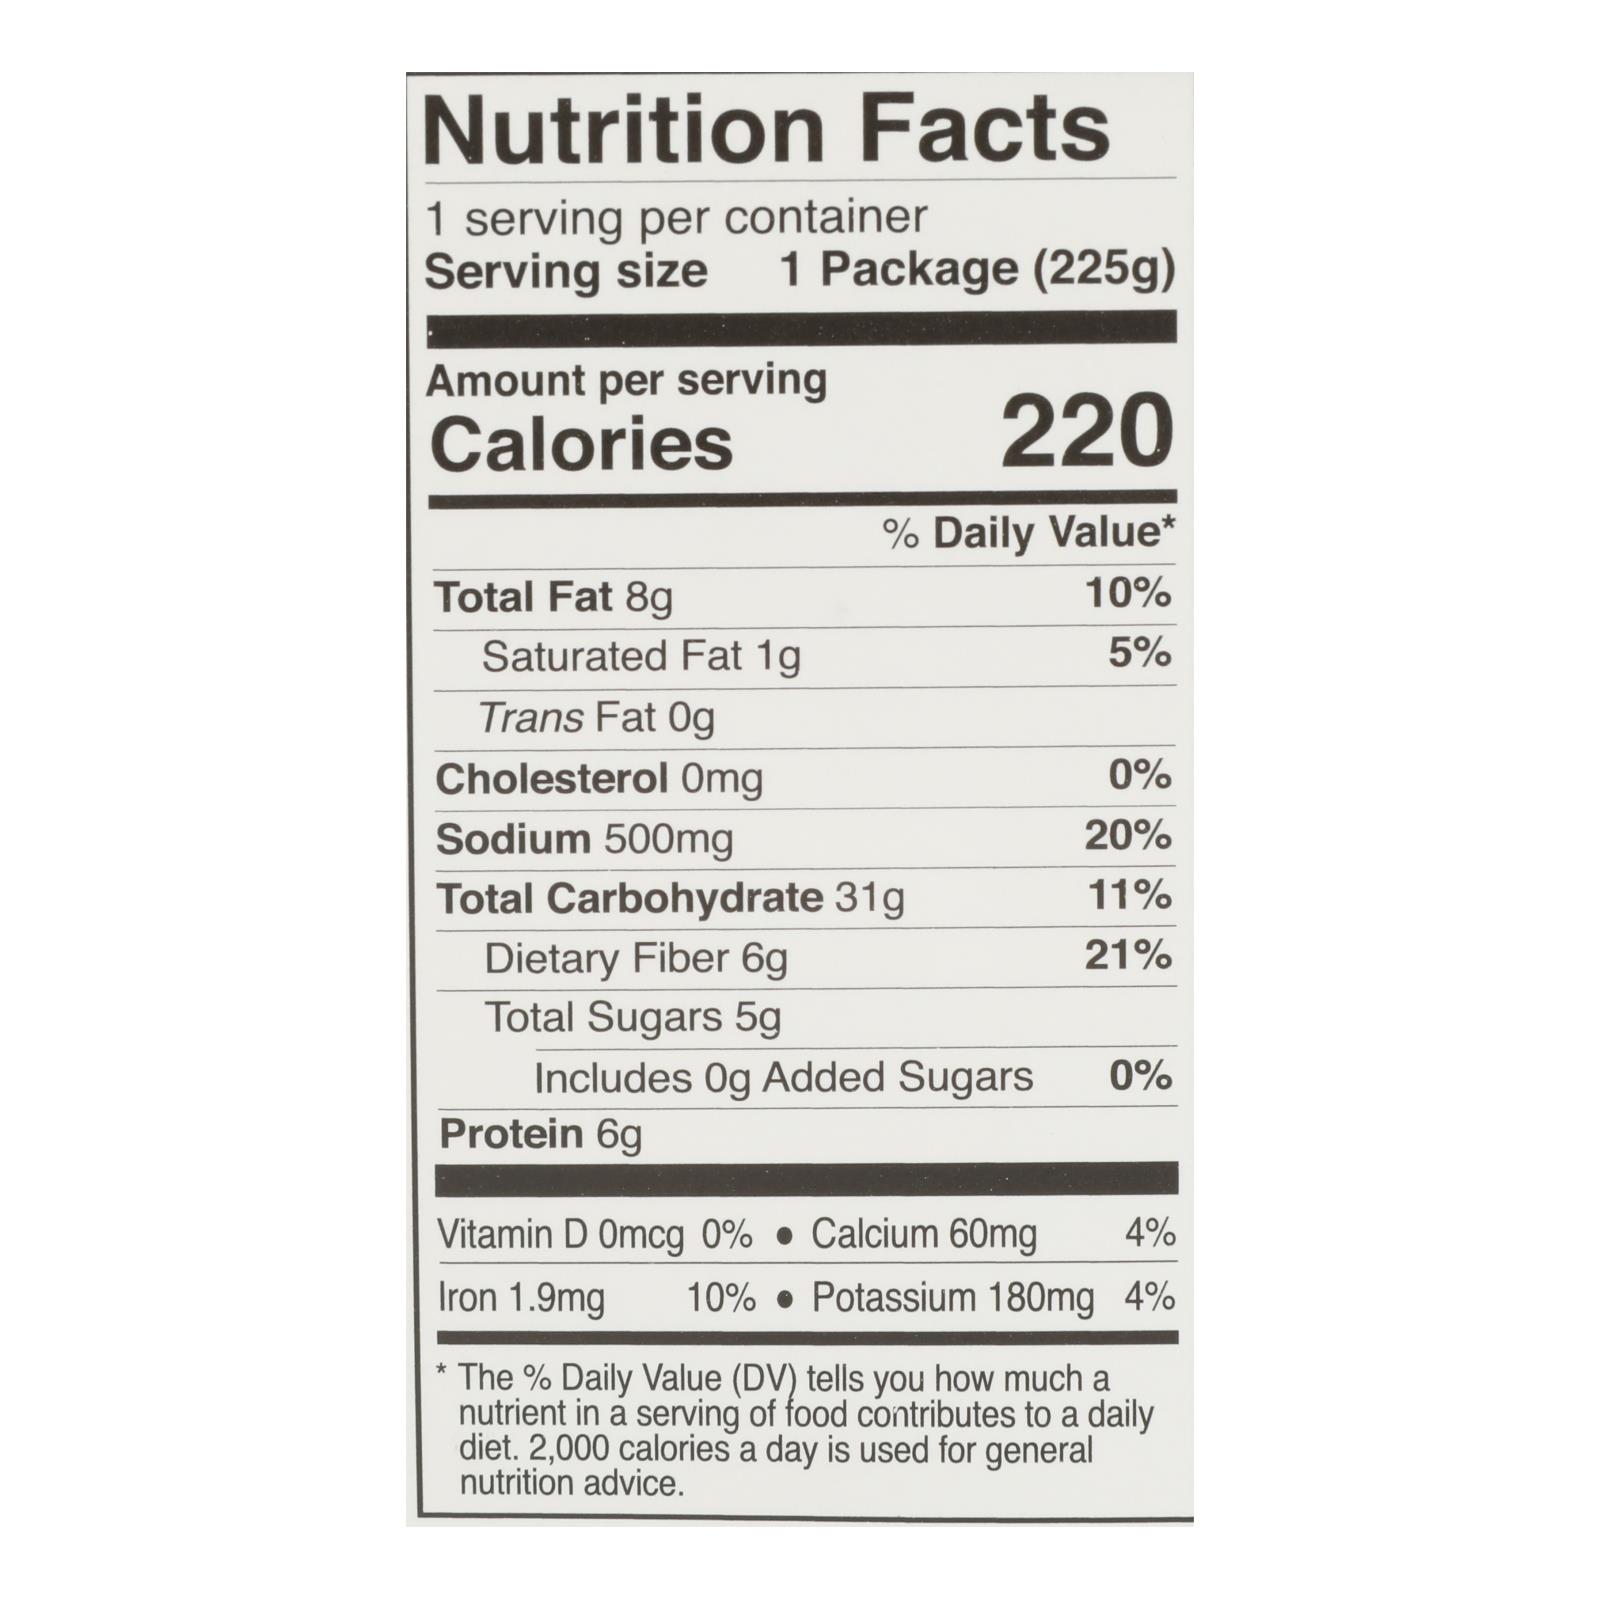 Nutrition Facts
1 serving per container
Serving size 1 Package (225g)
Amount per serving
Calories 220
% Daily Value*
Total Fat 8g 10%
Saturated Fat 1g 5%
Trans Fat 0g
Cholesterol 0mg 0%
Sodium 500mg 20%
Total Carbohydrate 31g 11%
Dietary Fiber 6g 21%
Total Sugars 5g
Includes 0g Added Sugars 0%
Protein 6g
Vitamin D 0mcg 0% • Calcium 60mg 4%
Iron 1.9mg 10% • Potassium 180mg 4%
* The % Daily Value (DV) tells you how much a
nutrient in a serving of food contributes to a daily
diet. 2,000 calories a day is used for general
nutrition advice.